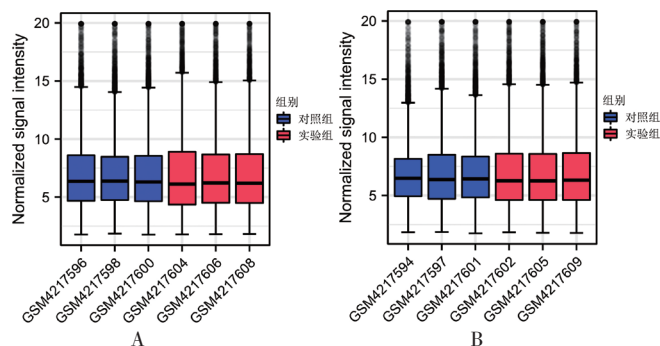 Normalized signal intensity
20
15
10
5
GSM4217596
GSM4217598
GSM4217600
GSM4217604
GSM4217606
GSM4217608
组别
对照组
实验组
A
Normalized signal intensity
20
15
10
5
GSM4217594
GSM4217597
GSM4217601
GSM4217602
GSM4217605
GSM4217609
组别
对照组
实验组
B